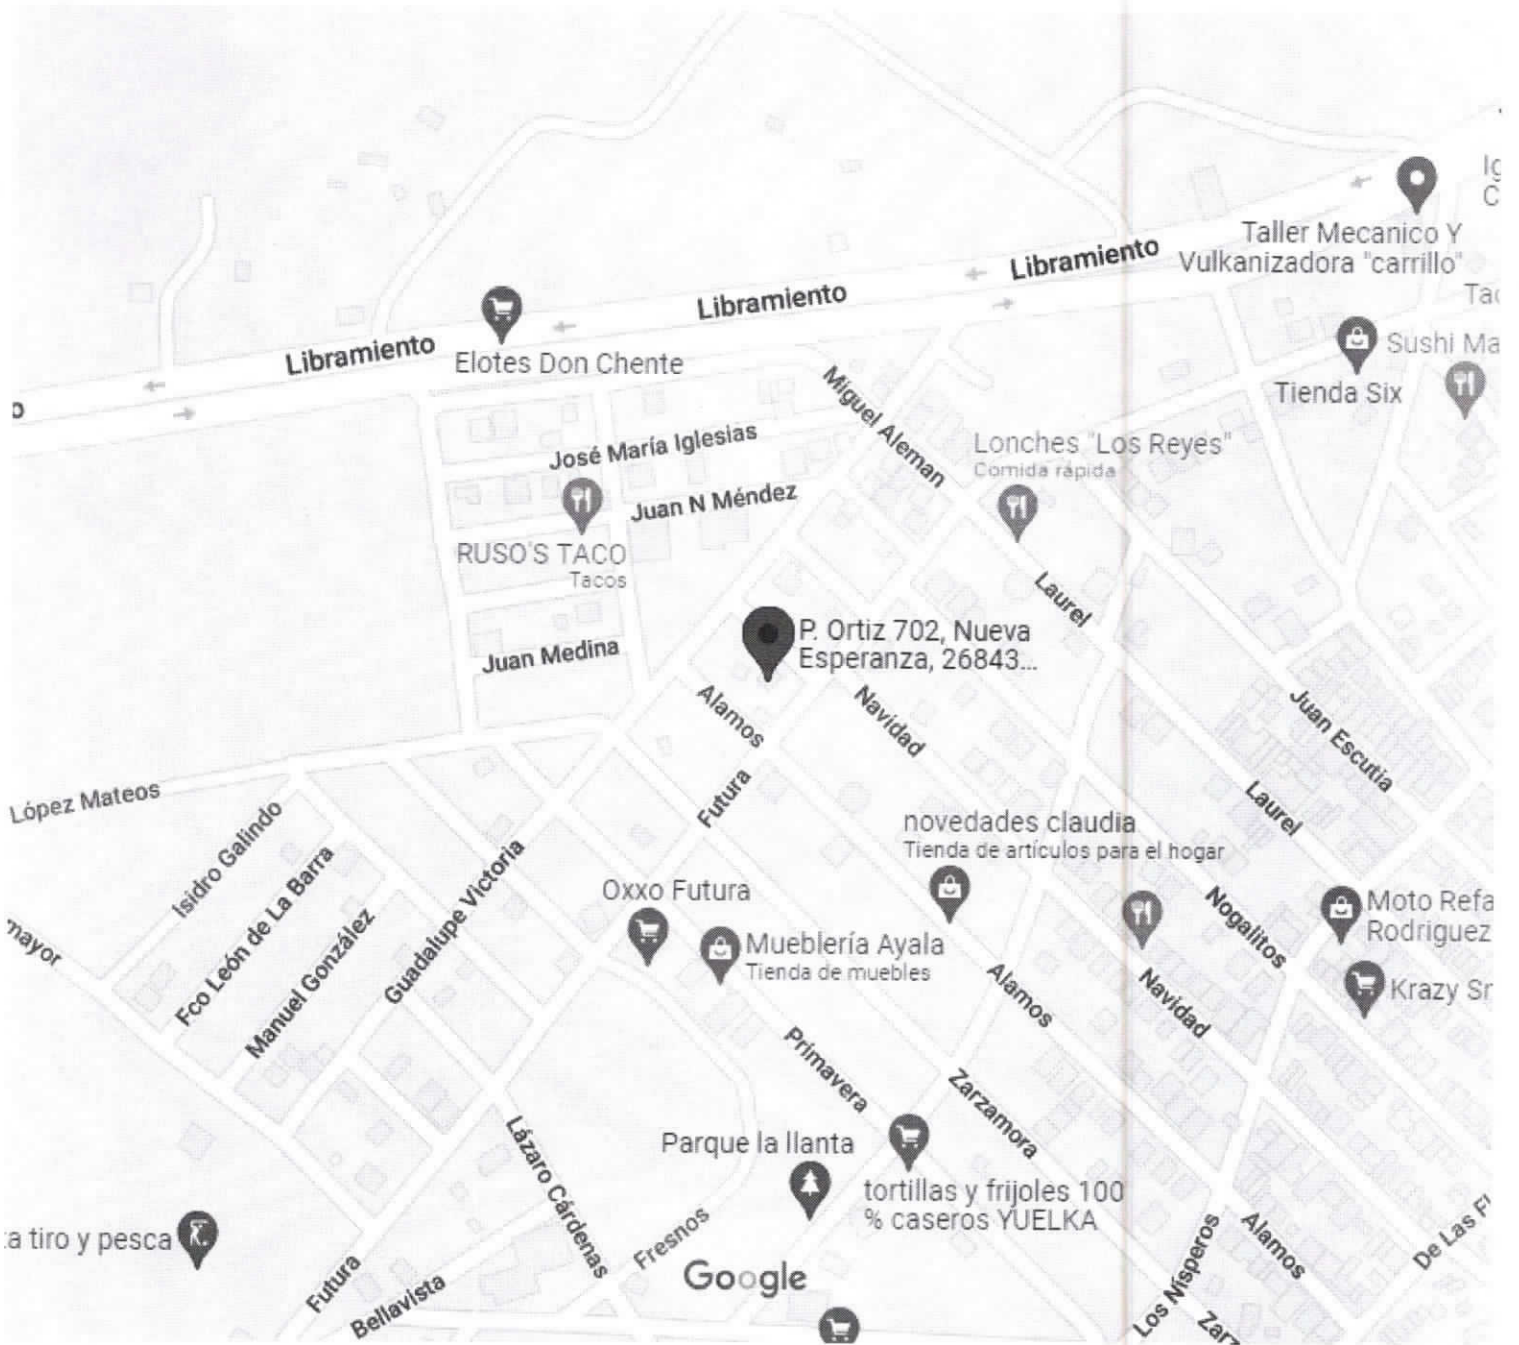 Ig
C
Taller Mecanico Y
Vulkanizadora "carrillo"
Libramiento
Libramiento
Libramiento
Tac
Elotes Don Chente
Sushi Ma
Tienda Six
o
Miguel Aleman
José María Iglesias
Lonches "Los Reyes"
Comida rápida
Juan N Méndez
RUSO'S TACO
Tacos
Laurel
P. Ortiz 702, Nueva
Esperanza, 26843...
Juan Medina
Alamos
Navidad
Juan Escutia
López Mateos
Futura
Laurel
Isidro Galindo
novedades claudia
Tienda de artículos para el hogar
Fco León de La Barra
Guadalupe Victoria
Oxxo Futura
Nogalitos
Moto Refa
Rodriguez
mayor
Manuel González
Mueblería Ayala
Tienda de muebles
Alamos
Navidad
Krazy Sr
Primavera
Zarzamora
Lázaro Cárdenas
Parque la llanta
tortillas y frijoles 100
% caseros YUELKA
a tiro y pesca
Fresnos
Los Nísperos
Alamos
De Las Fl
Google
Futura
Bellavista
Zarz